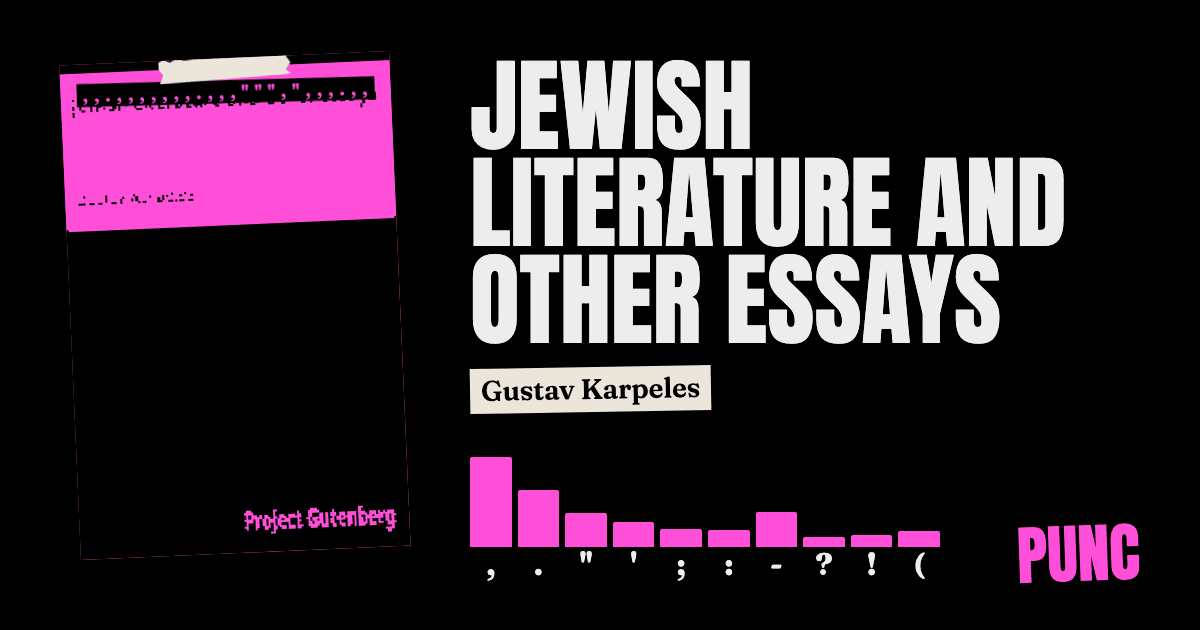 ,,.,,,,,,,.,,,""",",,,,.,,
Project Gutenberg
JEWISH
LITERATURE AND
OTHER ESSAYS
Gustav Karpeles
, . " ' ; : - ? ! (
PUNC